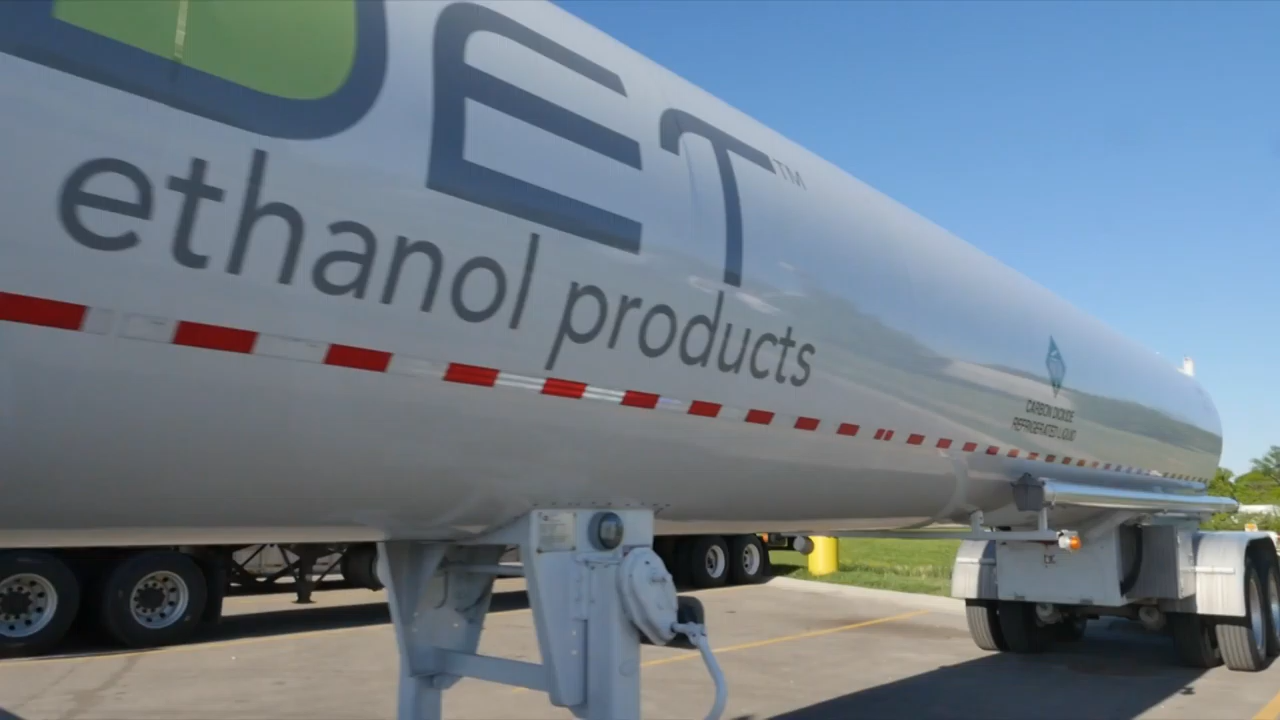 ET™
ethanol products
CARBON DIOXIDE
REFRIGERATED LIQUID